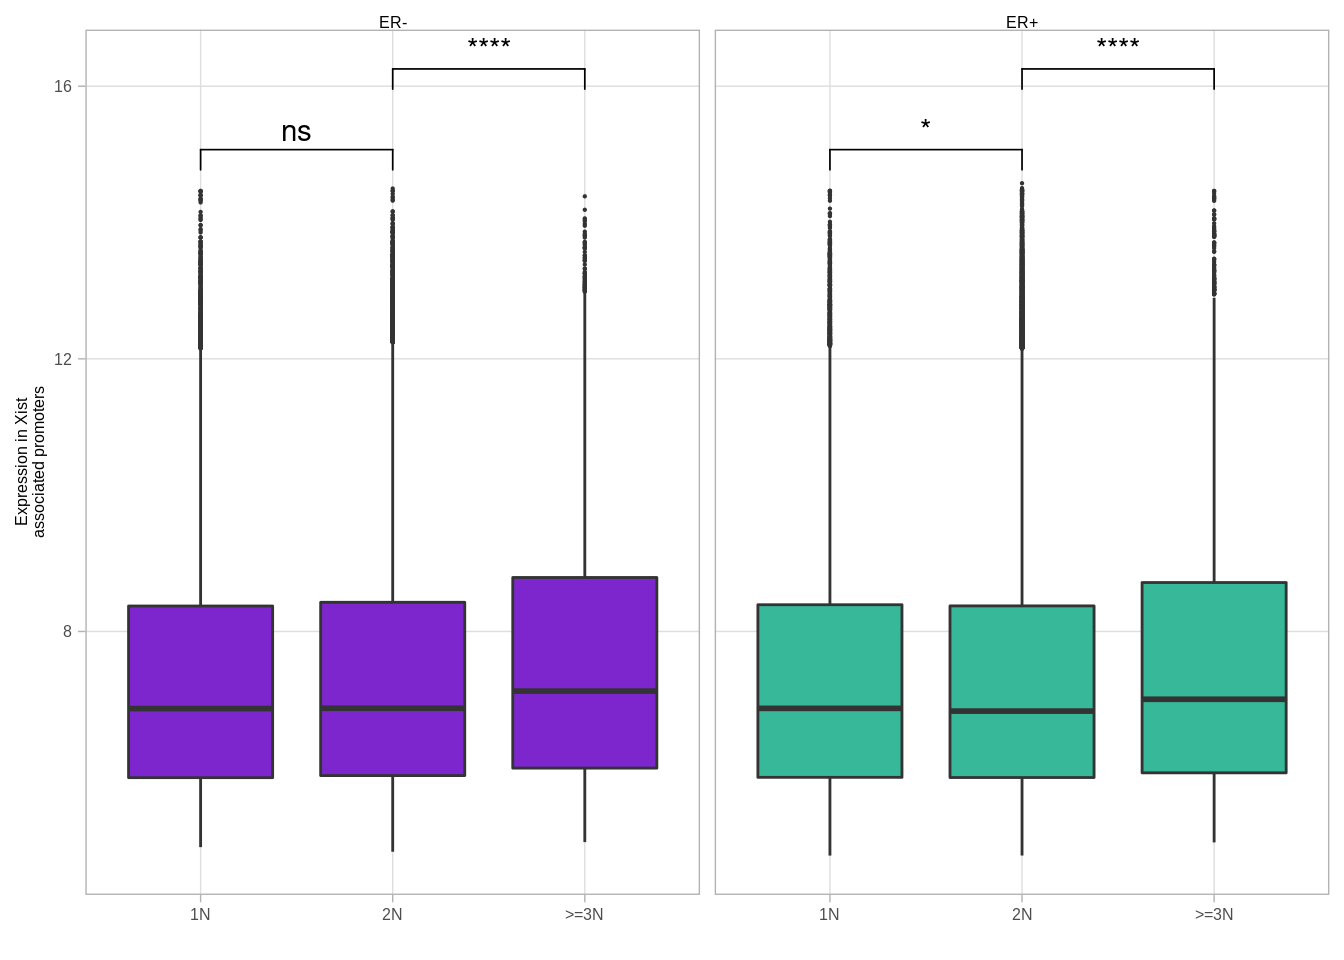 ER-
ER+
****
****
16
ns
*
12
Expression in Xist
associated promoters
8
1N
2N
>=3N
1N
2N
>=3N